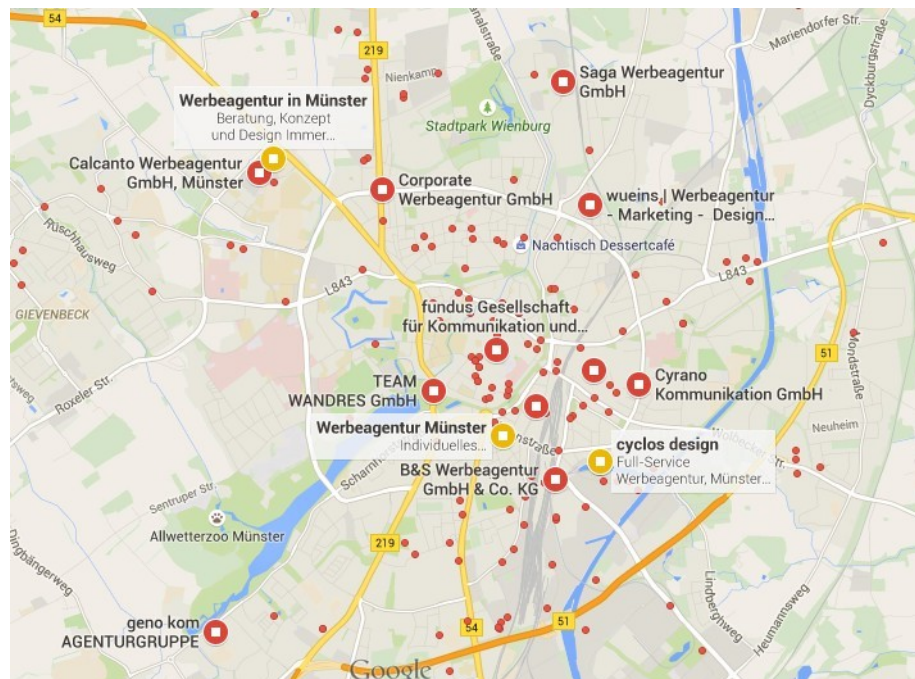 54
219
Mariendorfer Str.
Dyckburgstraße
Nienkamp
Saga Werbeagentur
GmbH
Werbeagentur in Münster
Beratung, Konzept
und Design Immer...
Stadtpark Wienburg
Calcanto Werbeagentur
GmbH, Münster
Corporate
Werbeagentur GmbH
wueins | Werbeagentur
- Marketing - Design...
Rüschhausweg
Nachtisch Dessertcafé
L843
L843
GIEVENBECK
fundus Gesellschaft
für Kommunikation und...
51
Mondstraße
Roxeler Str.
TEAM
WANDRES GmbH
Cyrano
Kommunikation GmbH
Werbeagentur Münster
Individuelles...
Neuheim
cyclos design
Full-Service
Werbeagentur, Münster...
B&S Werbeagentur
GmbH & Co. KG
Sentruper Str.
Allwetterzoo Münster
219
Dingbängerweg
Lindberghweg
Heumannsweg
geno kom
AGENTURGRUPPE
54
51
Google